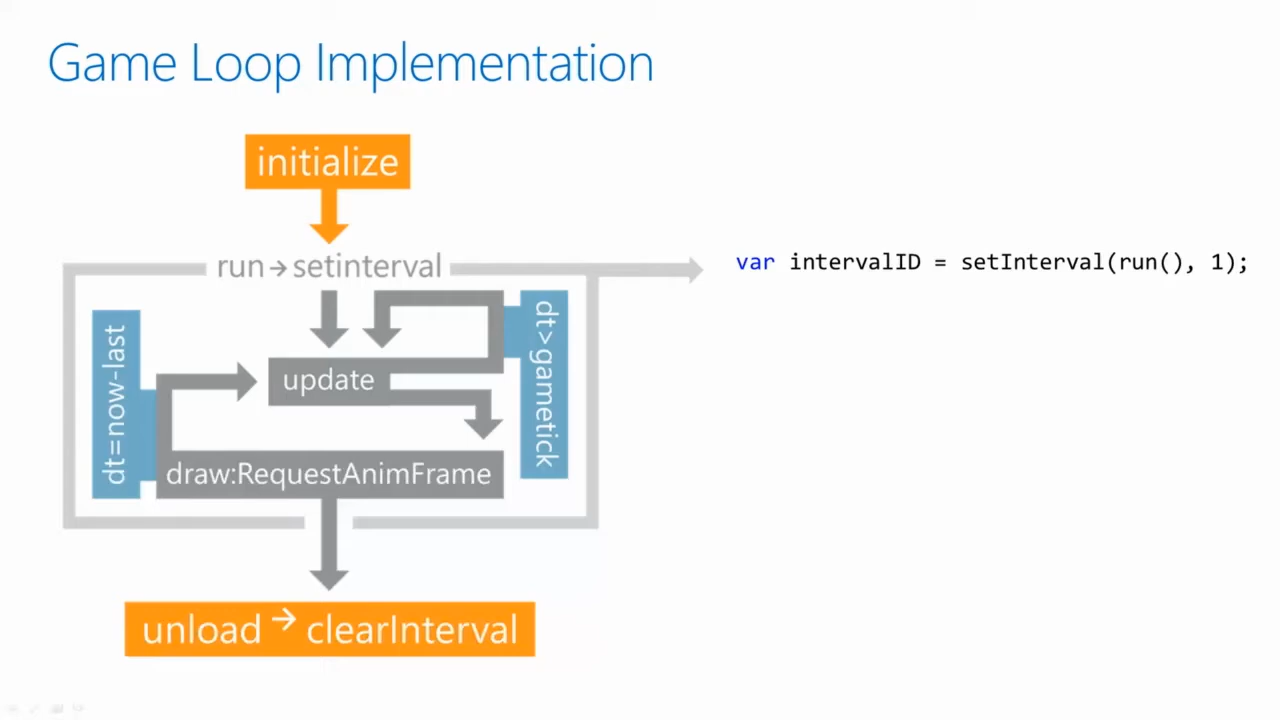 Game Loop Implementation
initialize
run→setinterval
var intervalID = setInterval(run(), 1);
dt=now-last
dt>gametick
update
draw:RequestAnimFrame
unload → clearInterval